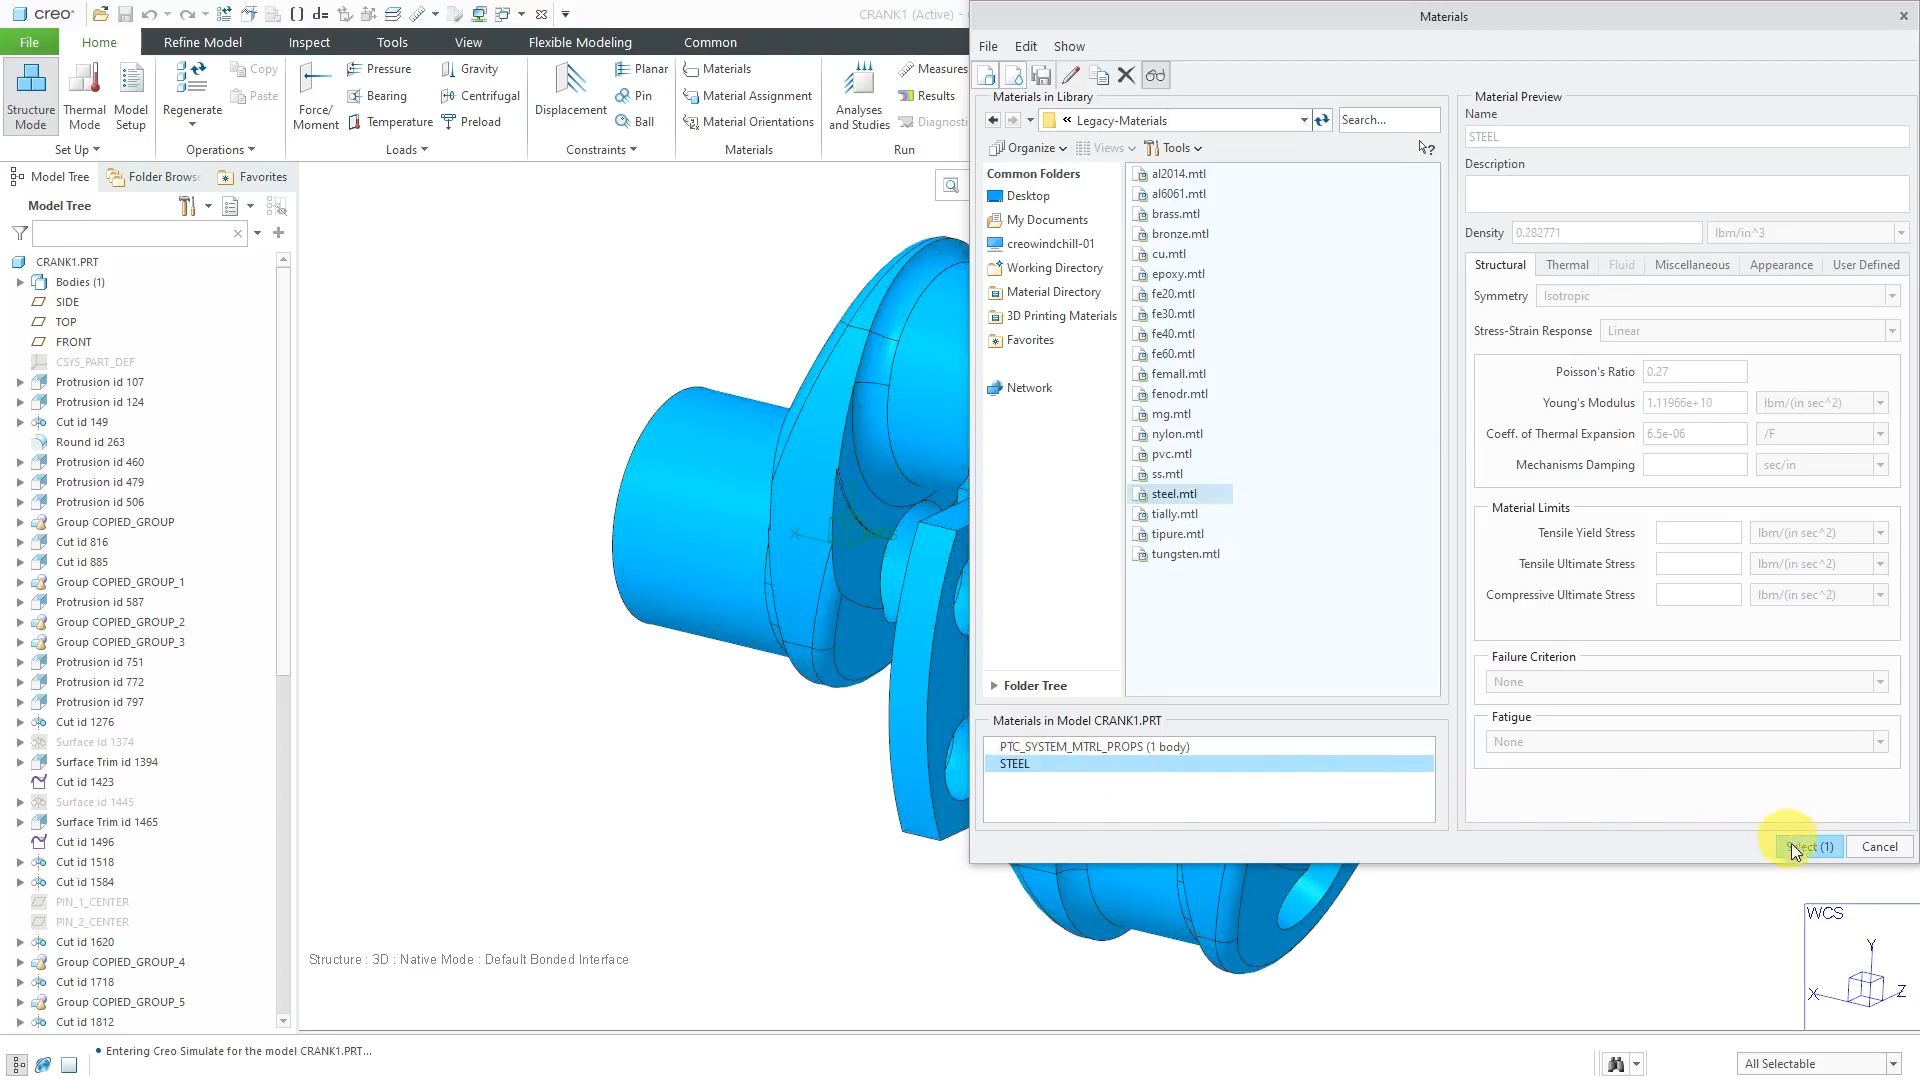 creo
d=
CRANK1 (Active) -
Materials
File
Home
Refine Model
Inspect
Tools
View
Flexible Modeling
Common
File
Edit
Show
Structure
Mode
Thermal
Mode
Model
Setup
Set Up
Regenerate
Copy
Paste
Operations
Force/
Moment
Pressure
Bearing
Temperature
Gravity
Centrifugal
Preload
Loads
Displacement
Planar
Pin
Ball
Constraints
Materials
Material Assignment
Material Orientations
Materials
Analyses
and Studies
Measures
Results
Run
Model Tree
Folder Brows
Favorites
Model Tree
CRANK1.PRT
Bodies (1)
SIDE
TOP
FRONT
CSYS_PART_DEF
Protrusion id 107
Protrusion id 124
Cut id 149
Round id 263
Protrusion id 460
Protrusion id 479
Protrusion id 506
Group COPIED_GROUP
Cut id 816
Cut id 885
Group COPIED_GROUP_1
Protrusion id 587
Group COPIED_GROUP_2
Group COPIED_GROUP_3
Protrusion id 751
Protrusion id 772
Protrusion id 797
Cut id 1276
Surface id 1374
Surface Trim id 1394
Cut id 1423
Surface id 1445
Surface Trim id 1465
Cut id 1496
Cut id 1518
Cut id 1584
PIN_1_CENTER
PIN_2_CENTER
Cut id 1620
Group COPIED_GROUP_4
Cut id 1718
Group COPIED_GROUP_5
Cut id 1812
Structure : 3D : Native Mode : Default Bonded Interface
Materials in Library
« Legacy-Materials
Search...
Organize
Views
Tools
Common Folders
Desktop
My Documents
creowindchill-01
Working Directory
Material Directory
3D Printing Materials
Favorites
Network
Folder Tree
al2014.mtl
al6061.mtl
brass.mtl
bronze.mtl
cu.mtl
epoxy.mtl
fe20.mtl
fe30.mtl
fe40.mtl
fe60.mtl
femall.mtl
fenodr.mtl
mg.mtl
nylon.mtl
pvc.mtl
ss.mtl
steel.mtl
tially.mtl
tipure.mtl
tungsten.mtl
Materials in Model CRANK1.PRT
PTC_SYSTEM_MTRL_PROPS (1 body)
STEEL
Material Preview
Name
STEEL
Description
Density
0.282771
lbm/in^3
Structural
Thermal
Fluid
Miscellaneous
Appearance
User Defined
Symmetry
Isotropic
Stress-Strain Response
Linear
Poisson's Ratio
0.27
Young's Modulus
1.11966e+10
lbm/(in sec^2)
Coeff. of Thermal Expansion
6.5e-06
/F
Mechanisms Damping
sec/in
Material Limits
Tensile Yield Stress
lbm/(in sec^2)
Tensile Ultimate Stress
lbm/(in sec^2)
Compressive Ultimate Stress
lbm/(in sec^2)
Failure Criterion
None
Fatigue
None
Cancel
WCS
Y
X
Z
X
• Entering Creo Simulate for the model CRANK1.PRT...
All Selectable